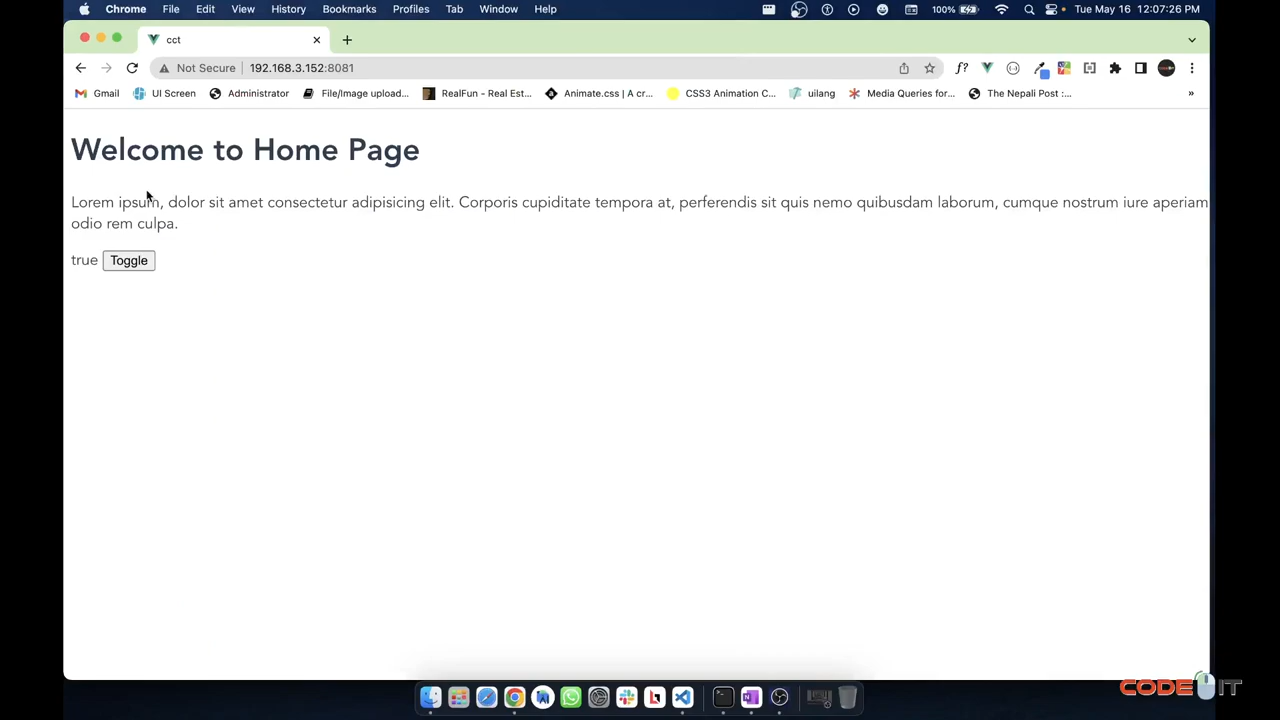 Chrome File Edit View History Bookmarks Profiles Tab Window Help 100% Tue May 16 12:07:26 PM
cct
Not Secure 192.168.3.152:8081 f?
Gmail UI Screen Administrator File/Image upload... RealFun - Real Est... Animate.css | A cr... CSS3 Animation C... uilang Media Queries for... The Nepali Post :... »
Welcome to Home Page
Lorem ipsum, dolor sit amet consectetur adipisicing elit. Corporis cupiditate tempora at, perferendis sit quis nemo quibusdam laborum, cumque nostrum iure aperiam
odio rem culpa.
true Toggle
CODE IT